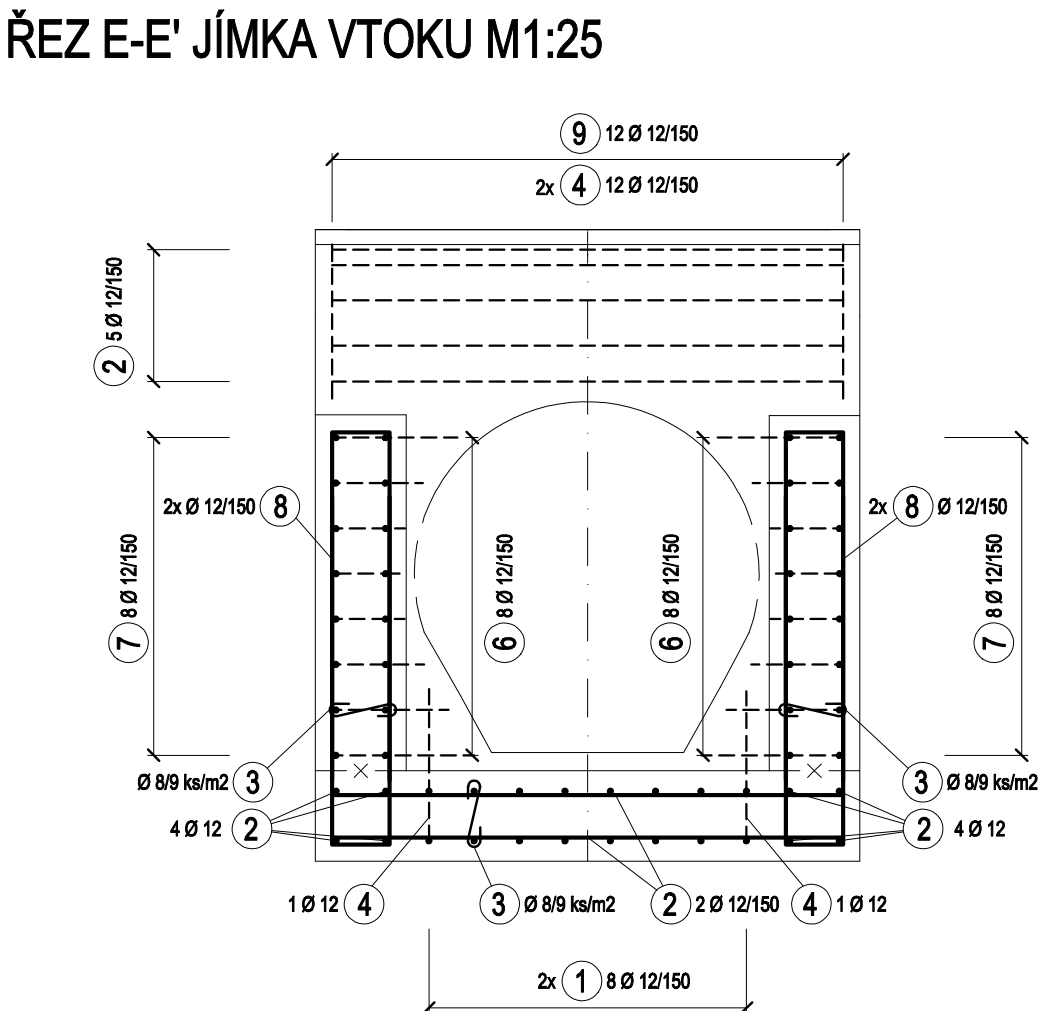 ŘEZ E-E' JÍMKA VTOKU M1:25
9 12 Ø 12/150
2x 4 12 Ø 12/150
2 5 Ø 12/150
2x Ø 12/150 8
2x 8 Ø 12/150
7 8 Ø 12/150
6 8 Ø 12/150
6 8 Ø 12/150
7 8 Ø 12/150
Ø 8/9 ks/m2 3
3 Ø 8/9 ks/m2
4 Ø 12 2
2 4 Ø 12
1 Ø 12 4
3 Ø 8/9 ks/m2
2 2 Ø 12/150
4 1 Ø 12
2x 1 8 Ø 12/150